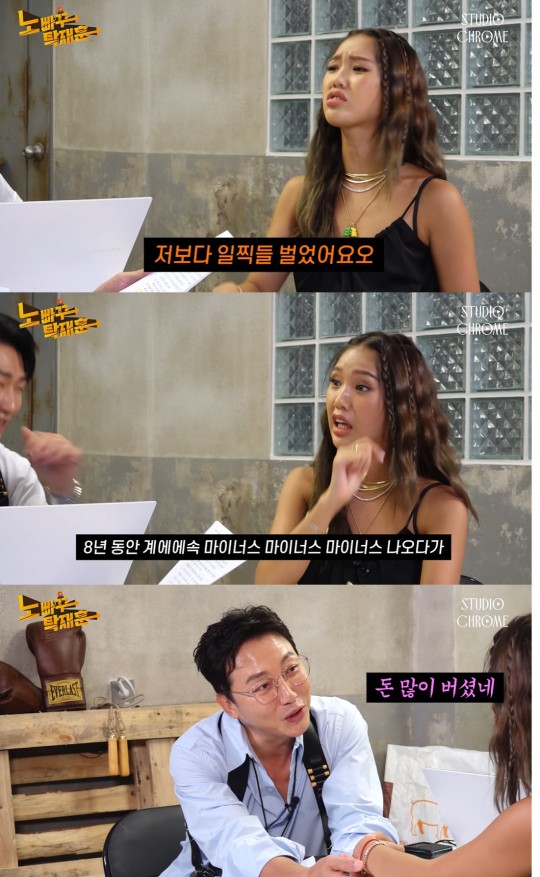 노빠꾸
탁재훈
STUDIO
CHROME
저보다 일찍들 벌었어요오
노빠꾸
탁재훈
STUDIO
CHROME
8년 동안 계에에속 마이너스 마이너스 마이너스 나오다가
노빠꾸
탁재훈
STUDIO
CHROME
EVERLAST
돈 많이 버셨네